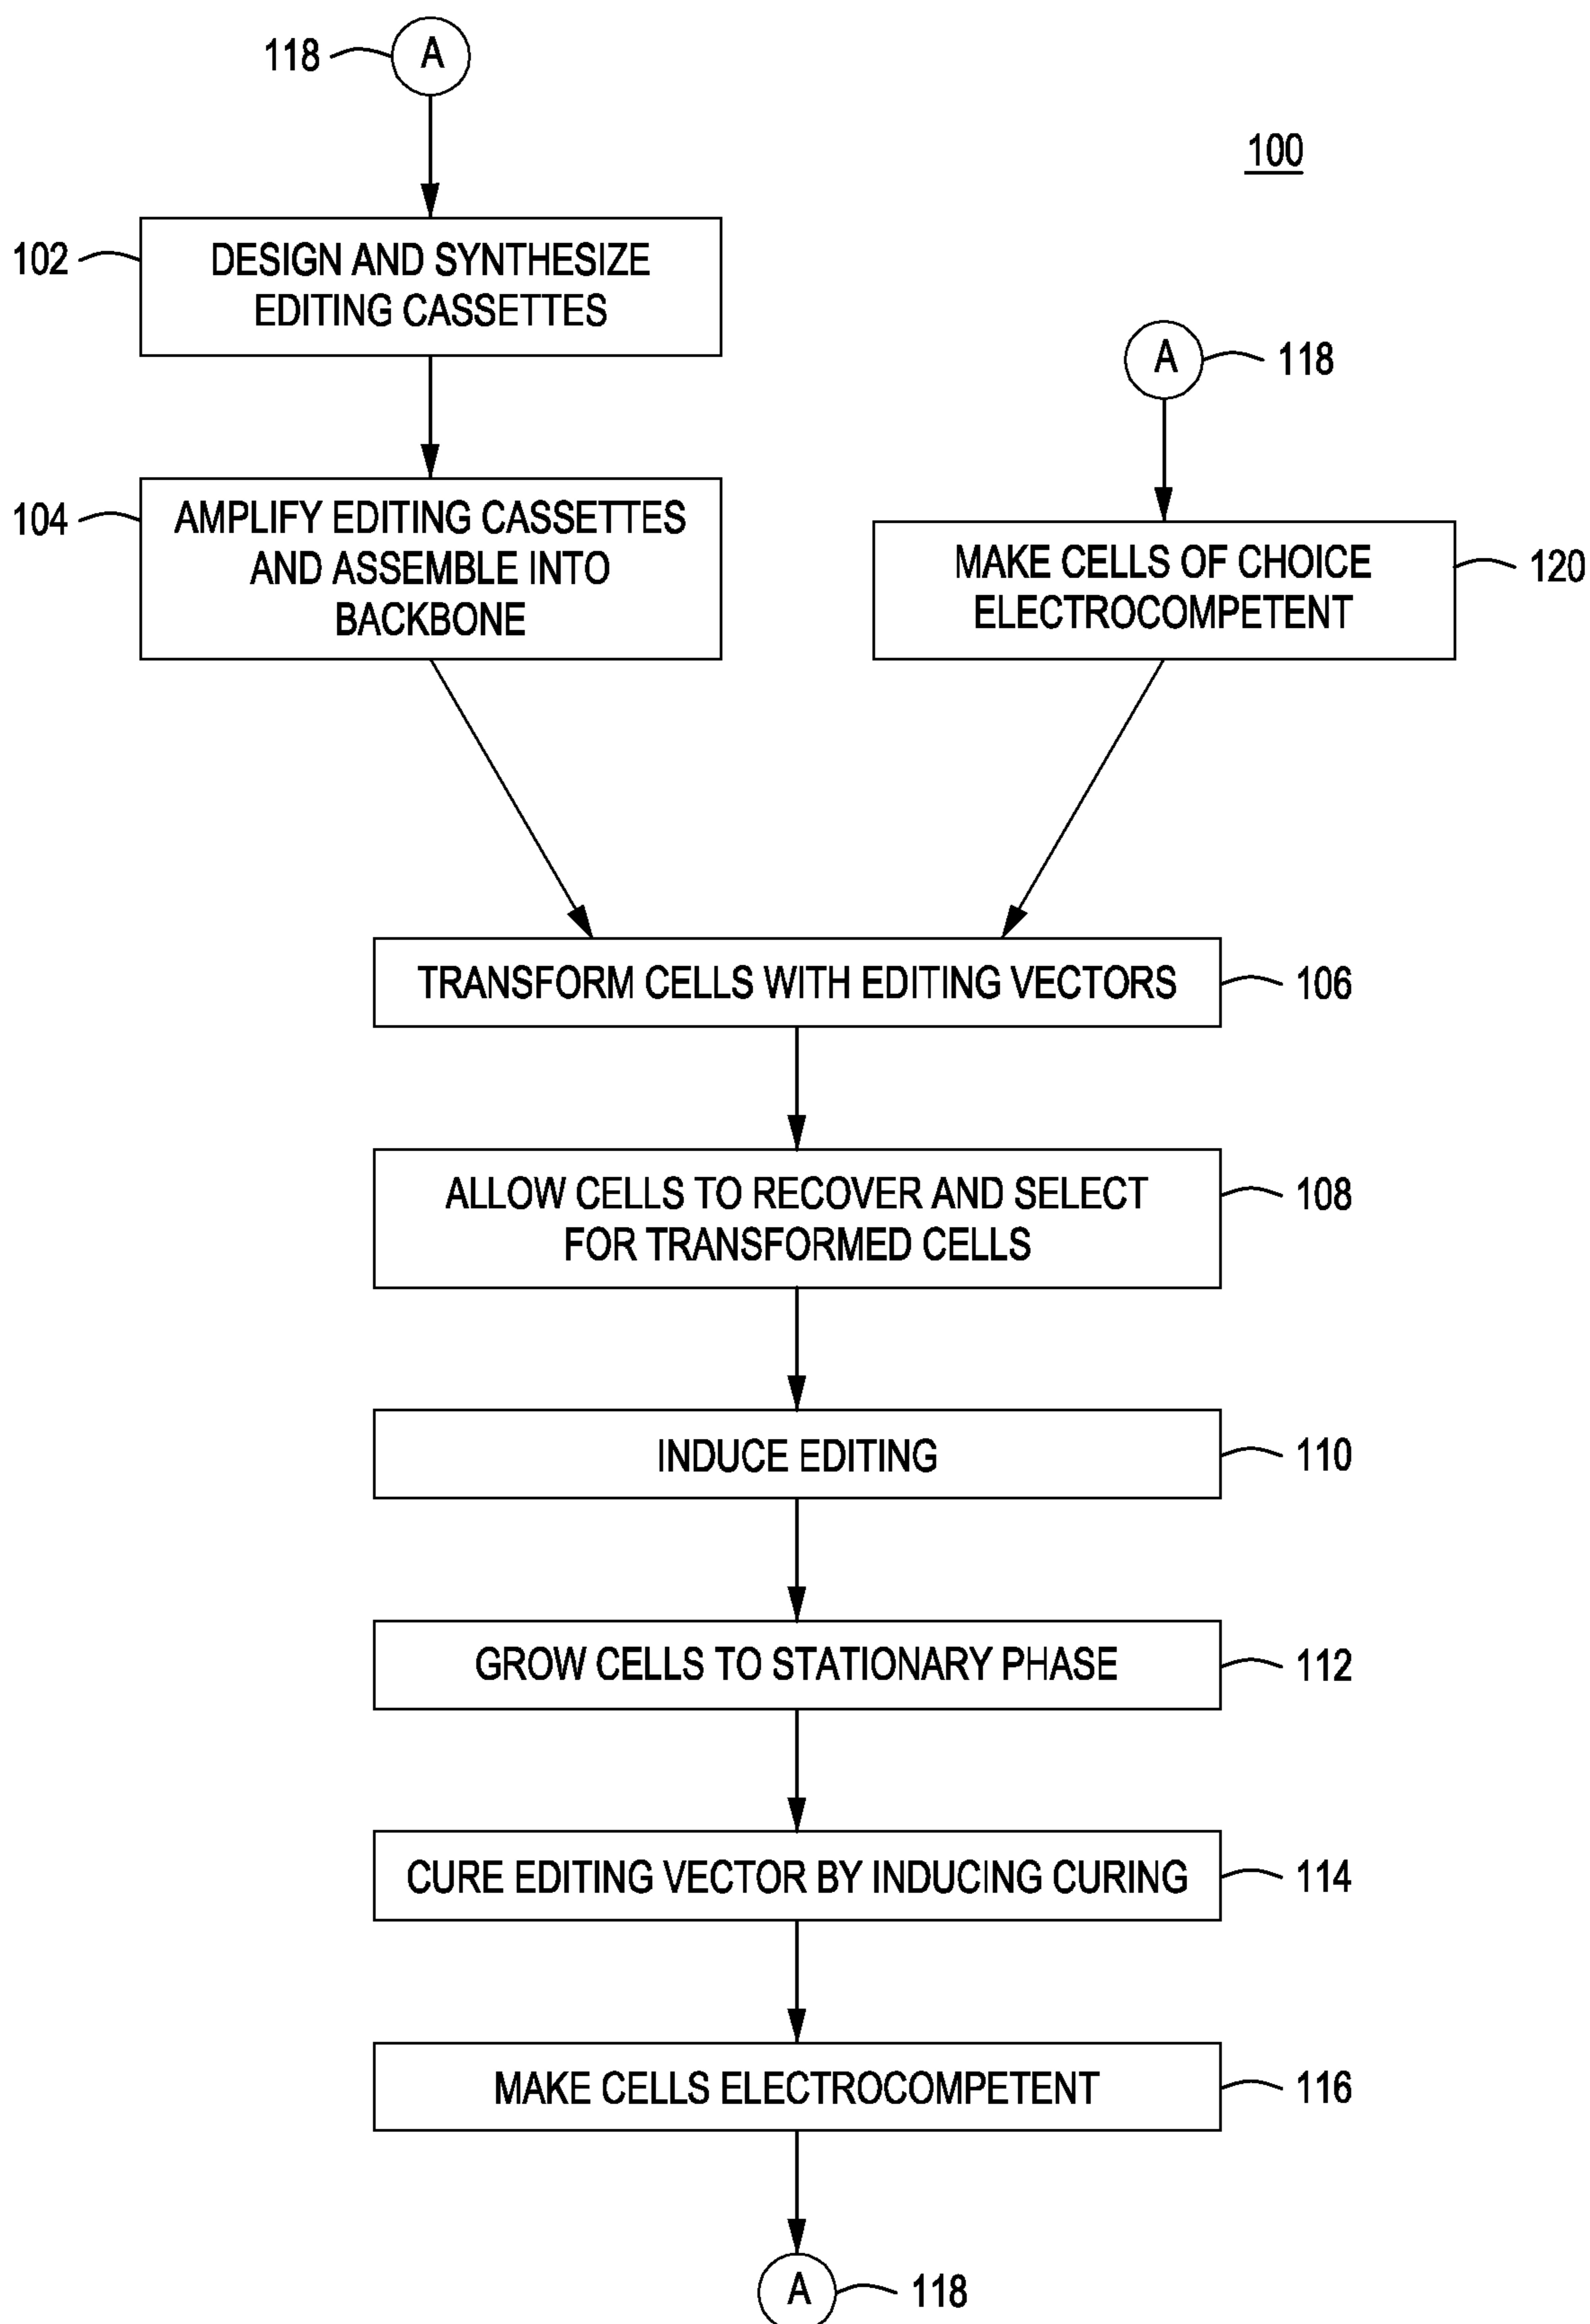 118
A
100
102
DESIGN AND SYNTHESIZE
EDITING CASSETTES
A
118
104
AMPLIFY EDITING CASSETTES
AND ASSEMBLE INTO
BACKBONE
MAKE CELLS OF CHOICE
ELECTROCOMPETENT
120
TRANSFORM CELLS WITH EDITING VECTORS
106
ALLOW CELLS TO RECOVER AND SELECT
FOR TRANSFORMED CELLS
108
INDUCE EDITING
110
GROW CELLS TO STATIONARY PHASE
112
CURE EDITING VECTOR BY INDUCING CURING
114
MAKE CELLS ELECTROCOMPETENT
116
A
118